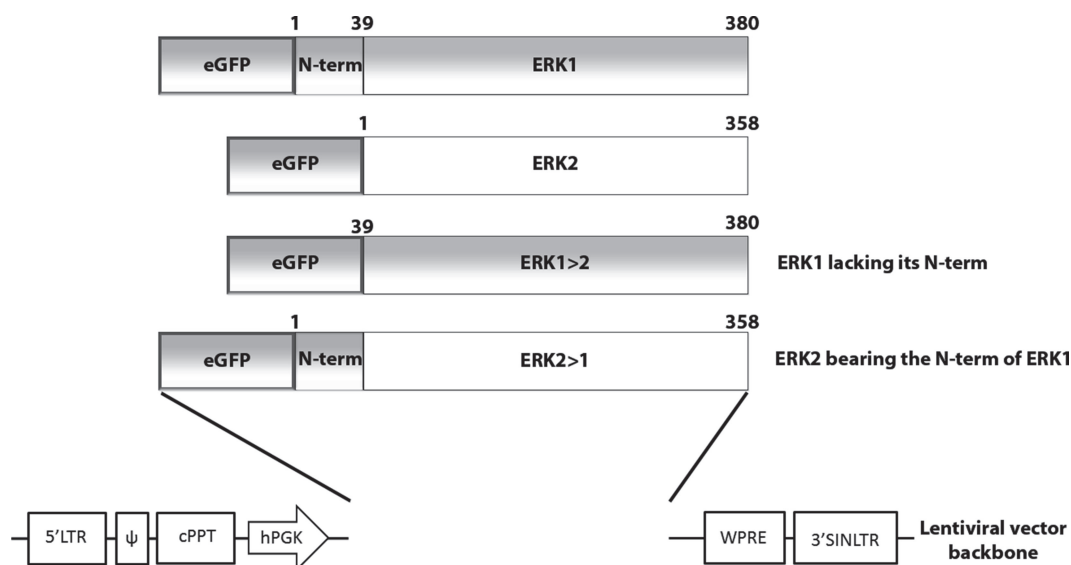 1 39 380
eGFP N-term ERK1
1 358
eGFP ERK2
39 380
eGFP ERK1>2 ERK1 lacking its N-term
1 358
eGFP N-term ERK2>1 ERK2 bearing the N-term of ERK1
5'LTR ψ cPPT hPGK WPRE 3'SINLTR Lentiviral vector
backbone